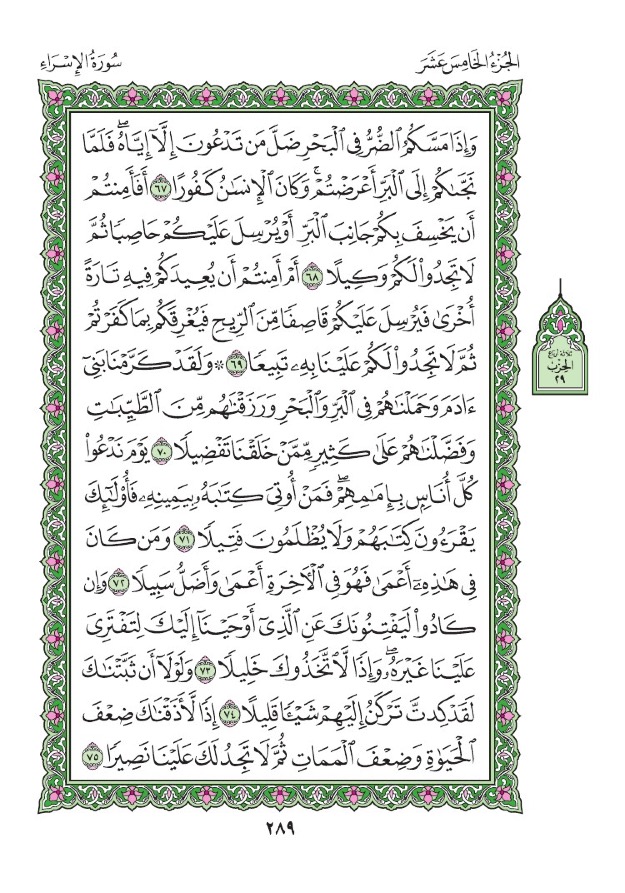 الجُزْءُ الخَامِسَ عَشَرَ
سُورَةُ الإِسْرَاءِ
وَإِذَا مَسَّكُمُ ٱلضُّرُّ فِي ٱلۡبَحۡرِ ضَلَّ مَن تَدۡعُونَ إِلَّآ إِيَّاهُۖ فَلَمَّا
نَجَّىٰكُمۡ إِلَى ٱلۡبَرِّ أَعۡرَضۡتُمۡۚ وَكَانَ ٱلۡإِنسَٰنُ كَفُورًا ٦٧ أَفَأَمِنتُمۡ
أَن يَخۡسِفَ بِكُمۡ جَانِبَ ٱلۡبَرِّ أَوۡ يُرۡسِلَ عَلَيۡكُمۡ حَاصِبٗا ثُمَّ
لَا تَجِدُواْ لَكُمۡ وَكِيلًا ٦٨ أَمۡ أَمِنتُمۡ أَن يُعِيدَكُمۡ فِيهِ تَارَةً
أُخۡرَىٰ فَيُرۡسِلَ عَلَيۡكُمۡ قَاصِفٗا مِّنَ ٱلرِّيحِ فَيُغۡرِقَكُم بِمَا كَفَرۡتُمۡ
ثُمَّ لَا تَجِدُواْ لَكُمۡ عَلَيۡنَا بِهِۦ تَبِيعٗا ٦٩ ۞ وَلَقَدۡ كَرَّمۡنَا بَنِيٓ
ءَادَمَ وَحَمَلۡنَٰهُمۡ فِي ٱلۡبَرِّ وَٱلۡبَحۡرِ وَرَزَقۡنَٰهُم مِّنَ ٱلطَّيِّبَٰتِ
وَفَضَّلۡنَٰهُمۡ عَلَىٰ كَثِيرٖ مِّمَّنۡ خَلَقۡنَا تَفۡضِيلٗا ٧٠ يَوۡمَ نَدۡعُواْ
كُلَّ أُنَاسِۭ بِإِمَٰمِهِمۡۖ فَمَنۡ أُوتِيَ كِتَٰبَهُۥ بِيَمِينِهِۦ فَأُوْلَٰٓئِكَ
يَقۡرَءُونَ كِتَٰبَهُمۡ وَلَا يُظۡلَمُونَ فَتِيلٗا ٧١ وَمَن كَانَ
فِي هَٰذِهِۦٓ أَعۡمَىٰ فَهُوَ فِي ٱلۡأٓخِرَةِ أَعۡمَىٰ وَأَضَلُّ سَبِيلٗا ٧٢ وَإِن
كَادُواْ لَيَفۡتِنُونَكَ عَنِ ٱلَّذِيٓ أَوۡحَيۡنَآ إِلَيۡكَ لِتَفۡتَرِيَ
عَلَيۡنَا غَيۡرَهُۥۖ وَإِذٗا لَّٱتَّخَذُوكَ خَلِيلٗا ٧٣ وَلَوۡلَآ أَن ثَبَّتۡنَٰكَ
لَقَدۡ كِدتَّ تَرۡكَنُ إِلَيۡهِمۡ شَيۡـٔٗا قَلِيلًا ٧٤ إِذٗا لَّأَذَقۡنَٰكَ ضِعۡفَ
ٱلۡحَيَوٰةِ وَضِعۡفَ ٱلۡمَمَاتِ ثُمَّ لَا تَجِدُ لَكَ عَلَيۡنَا نَصِيرٗا ٧٥
ثلاثة أرباع
الحزب
٢٩
٢٨٩